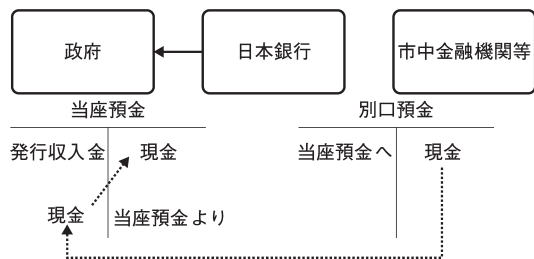 政府
日本銀行
市中金融機関等
当座預金
別口預金
発行収入金
現金
当座預金へ
現金
現金
当座預金より